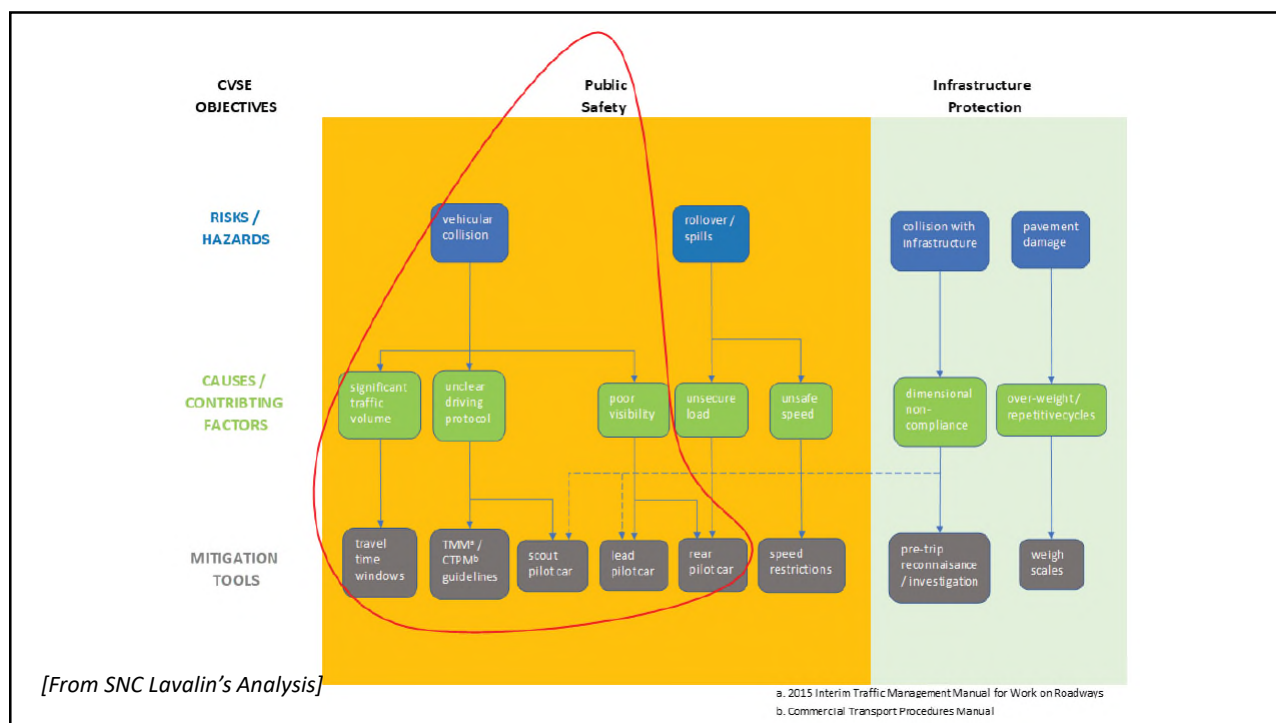 CVSE
OBJECTIVES
Public
Safety
Infrastructure
Protection
RISKS /
HAZARDS
vehicular
collision
rollover /
spills
collision with
infrastructure
pavement
damage
CAUSES /
CONTRIBTING
FACTORS
significant
traffic
volume
unclear
driving
protocol
poor
visibility
unsecure
load
unsafe
speed
dimensional
non-
compliance
over-weight /
repetitivecycles
MITIGATION
TOOLS
travel
time
windows
TMMª /
CTPMᵇ
guidelines
scout
pilot car
lead
pilot car
rear
pilot car
speed
restrictions
pre-trip
reconnaisance
/ investigation
weigh
scales
[From SNC Lavalin's Analysis]
a. 2015 Interim Traffic Management Manual for Work on Roadways
b. Commercial Transport Procedures Manual